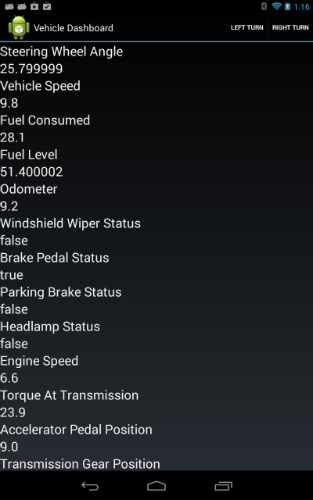 1:16
Vehicle Dashboard
LEFT TURN
RIGHT TURN
Steering Wheel Angle
25.799999
Vehicle Speed
9.8
Fuel Consumed
28.1
Fuel Level
51.400002
Odometer
9.2
Windshield Wiper Status
false
Brake Pedal Status
true
Parking Brake Status
false
Headlamp Status
false
Engine Speed
6.6
Torque At Transmission
23.9
Accelerator Pedal Position
9.0
Transmission Gear Position